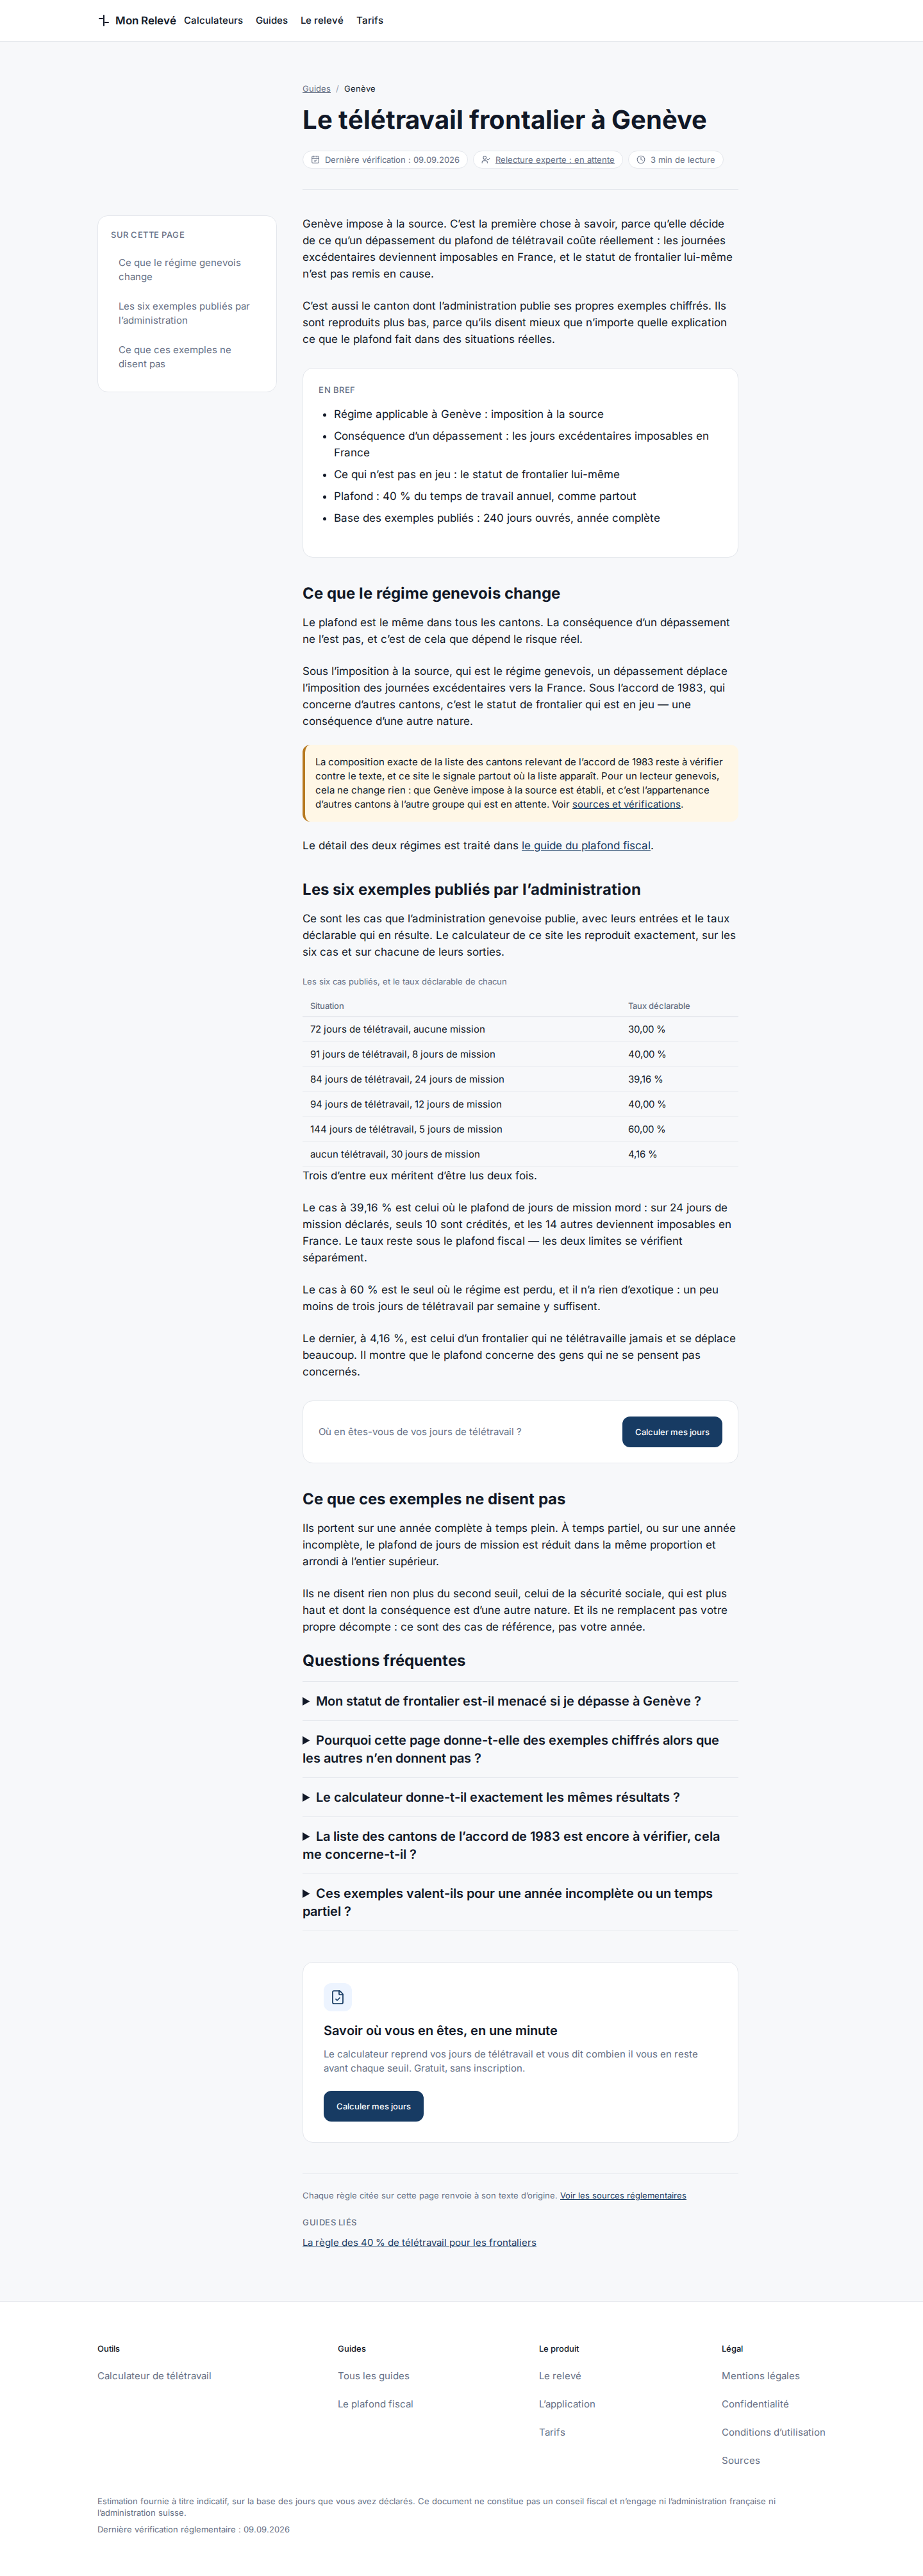 Mon Relevé Calculateurs Guides Le relevé Tarifs
Guides / Genève
Le télétravail frontalier à Genève
Dernière vérification : 09.09.2026 Relecture experte : en attente 3 min de lecture
SUR CETTE PAGE
Ce que le régime genevois
change
Les six exemples publiés par
l’administration
Ce que ces exemples ne
disent pas
Genève impose à la source. C’est la première chose à savoir, parce qu’elle décide
de ce qu’un dépassement du plafond de télétravail coûte réellement : les journées
excédentaires deviennent imposables en France, et le statut de frontalier lui-même
n’est pas remis en cause.
C’est aussi le canton dont l’administration publie ses propres exemples chiffrés. Ils
sont reproduits plus bas, parce qu’ils disent mieux que n’importe quelle explication
ce que le plafond fait dans des situations réelles.
EN BREF
• Régime applicable à Genève : imposition à la source
• Conséquence d’un dépassement : les jours excédentaires imposables en
France
• Ce qui n’est pas en jeu : le statut de frontalier lui-même
• Plafond : 40 % du temps de travail annuel, comme partout
• Base des exemples publiés : 240 jours ouvrés, année complète
Ce que le régime genevois change
Le plafond est le même dans tous les cantons. La conséquence d’un dépassement
ne l’est pas, et c’est de cela que dépend le risque réel.
Sous l’imposition à la source, qui est le régime genevois, un dépassement déplace
l’imposition des journées excédentaires vers la France. Sous l’accord de 1983, qui
concerne d’autres cantons, c’est le statut de frontalier qui est en jeu — une
conséquence d’une autre nature.
La composition exacte de la liste des cantons relevant de l’accord de 1983 reste à vérifier
contre le texte, et ce site le signale partout où la liste apparaît. Pour un lecteur genevois,
cela ne change rien : que Genève impose à la source est établi, et c’est l’appartenance
d’autres cantons à l’autre groupe qui est en attente. Voir sources et vérifications.
Le détail des deux régimes est traité dans le guide du plafond fiscal.
Les six exemples publiés par l’administration
Ce sont les cas que l’administration genevoise publie, avec leurs entrées et le taux
déclarable qui en résulte. Le calculateur de ce site les reproduit exactement, sur les
six cas et sur chacune de leurs sorties.
Les six cas publiés, et le taux déclarable de chacun
Situation Taux déclarable
72 jours de télétravail, aucune mission 30,00 %
91 jours de télétravail, 8 jours de mission 40,00 %
84 jours de télétravail, 24 jours de mission 39,16 %
94 jours de télétravail, 12 jours de mission 40,00 %
144 jours de télétravail, 5 jours de mission 60,00 %
aucun télétravail, 30 jours de mission 4,16 %
Trois d’entre eux méritent d’être lus deux fois.
Le cas à 39,16 % est celui où le plafond de jours de mission mord : sur 24 jours de
mission déclarés, seuls 10 sont crédités, et les 14 autres deviennent imposables en
France. Le taux reste sous le plafond fiscal — les deux limites se vérifient
séparément.
Le cas à 60 % est le seul où le régime est perdu, et il n’a rien d’exotique : un peu
moins de trois jours de télétravail par semaine y suffisent.
Le dernier, à 4,16 %, est celui d’un frontalier qui ne télétravaille jamais et se déplace
beaucoup. Il montre que le plafond concerne des gens qui ne se pensent pas
concernés.
Où en êtes-vous de vos jours de télétravail ? Calculer mes jours
Ce que ces exemples ne disent pas
Ils portent sur une année complète à temps plein. À temps partiel, ou sur une année
incomplète, le plafond de jours de mission est réduit dans la même proportion et
arrondi à l’entier supérieur.
Ils ne disent rien non plus du second seuil, celui de la sécurité sociale, qui est plus
haut et dont la conséquence est d’une autre nature. Et ils ne remplacent pas votre
propre décompte : ce sont des cas de référence, pas votre année.
Questions fréquentes
Mon statut de frontalier est-il menacé si je dépasse à Genève ?
Pourquoi cette page donne-t-elle des exemples chiffrés alors que
les autres n’en donnent pas ?
Le calculateur donne-t-il exactement les mêmes résultats ?
La liste des cantons de l’accord de 1983 est encore à vérifier, cela
me concerne-t-il ?
Ces exemples valent-ils pour une année incomplète ou un temps
partiel ?
Savoir où vous en êtes, en une minute
Le calculateur reprend vos jours de télétravail et vous dit combien il vous en reste
avant chaque seuil. Gratuit, sans inscription.
Calculer mes jours
Chaque règle citée sur cette page renvoie à son texte d’origine. Voir les sources réglementaires
GUIDES LIÉS
La règle des 40 % de télétravail pour les frontaliers
Outils Guides Le produit Légal
Calculateur de télétravail Tous les guides Le relevé Mentions légales
Le plafond fiscal L’application Confidentialité
Tarifs Conditions d’utilisation
Sources
Estimation fournie à titre indicatif, sur la base des jours que vous avez déclarés. Ce document ne constitue pas un conseil fiscal et n’engage ni l’administration française ni
l’administration suisse.
Dernière vérification réglementaire : 09.09.2026